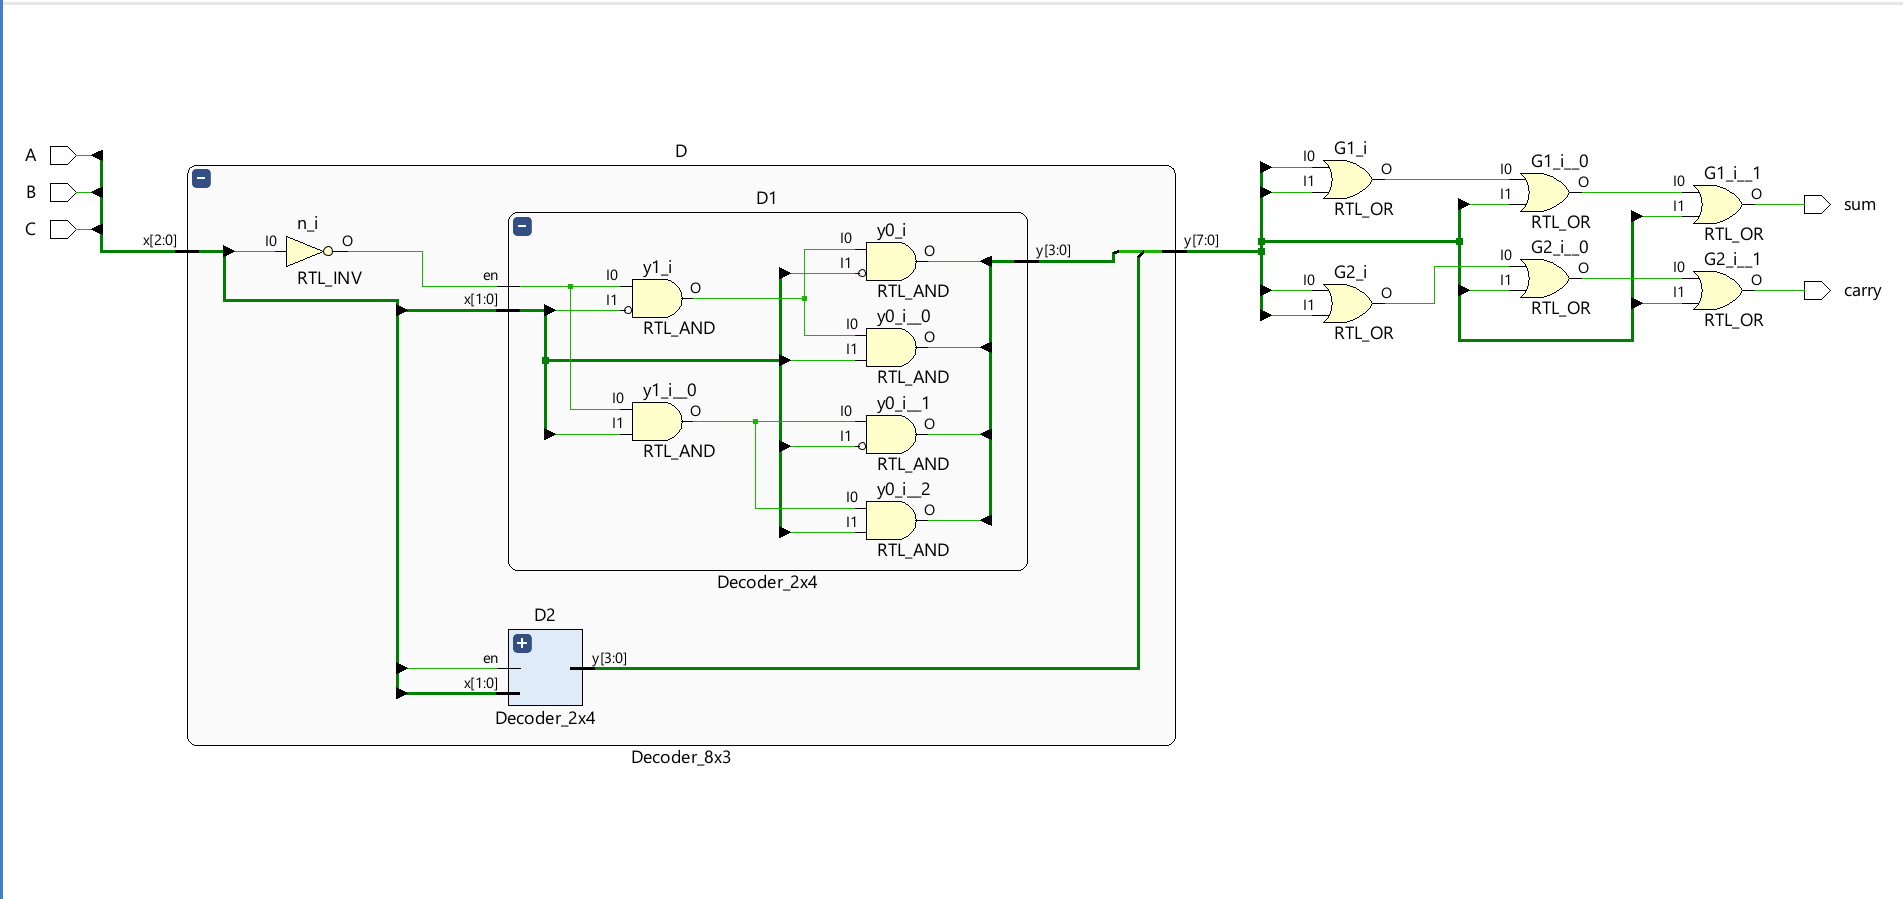 A
B
C
x[2:0]
D
n_i
I0
O
RTL_INV
D1
en
x[1:0]
y1_i
I0
I1
O
RTL_AND
y1_i__0
I0
I1
O
RTL_AND
y0_i
I0
I1
O
RTL_AND
y0_i__0
I0
I1
O
RTL_AND
y0_i__1
I0
I1
O
RTL_AND
y0_i__2
I0
I1
O
RTL_AND
y[3:0]
Decoder_2x4
D2
en
x[1:0]
y[3:0]
Decoder_2x4
Decoder_8x3
y[7:0]
G1_i
I0
I1
O
RTL_OR
G1_i__0
I0
I1
O
RTL_OR
G1_i__1
I0
I1
O
RTL_OR
sum
G2_i
I0
I1
O
RTL_OR
G2_i__0
I0
I1
O
RTL_OR
G2_i__1
I0
I1
O
RTL_OR
carry